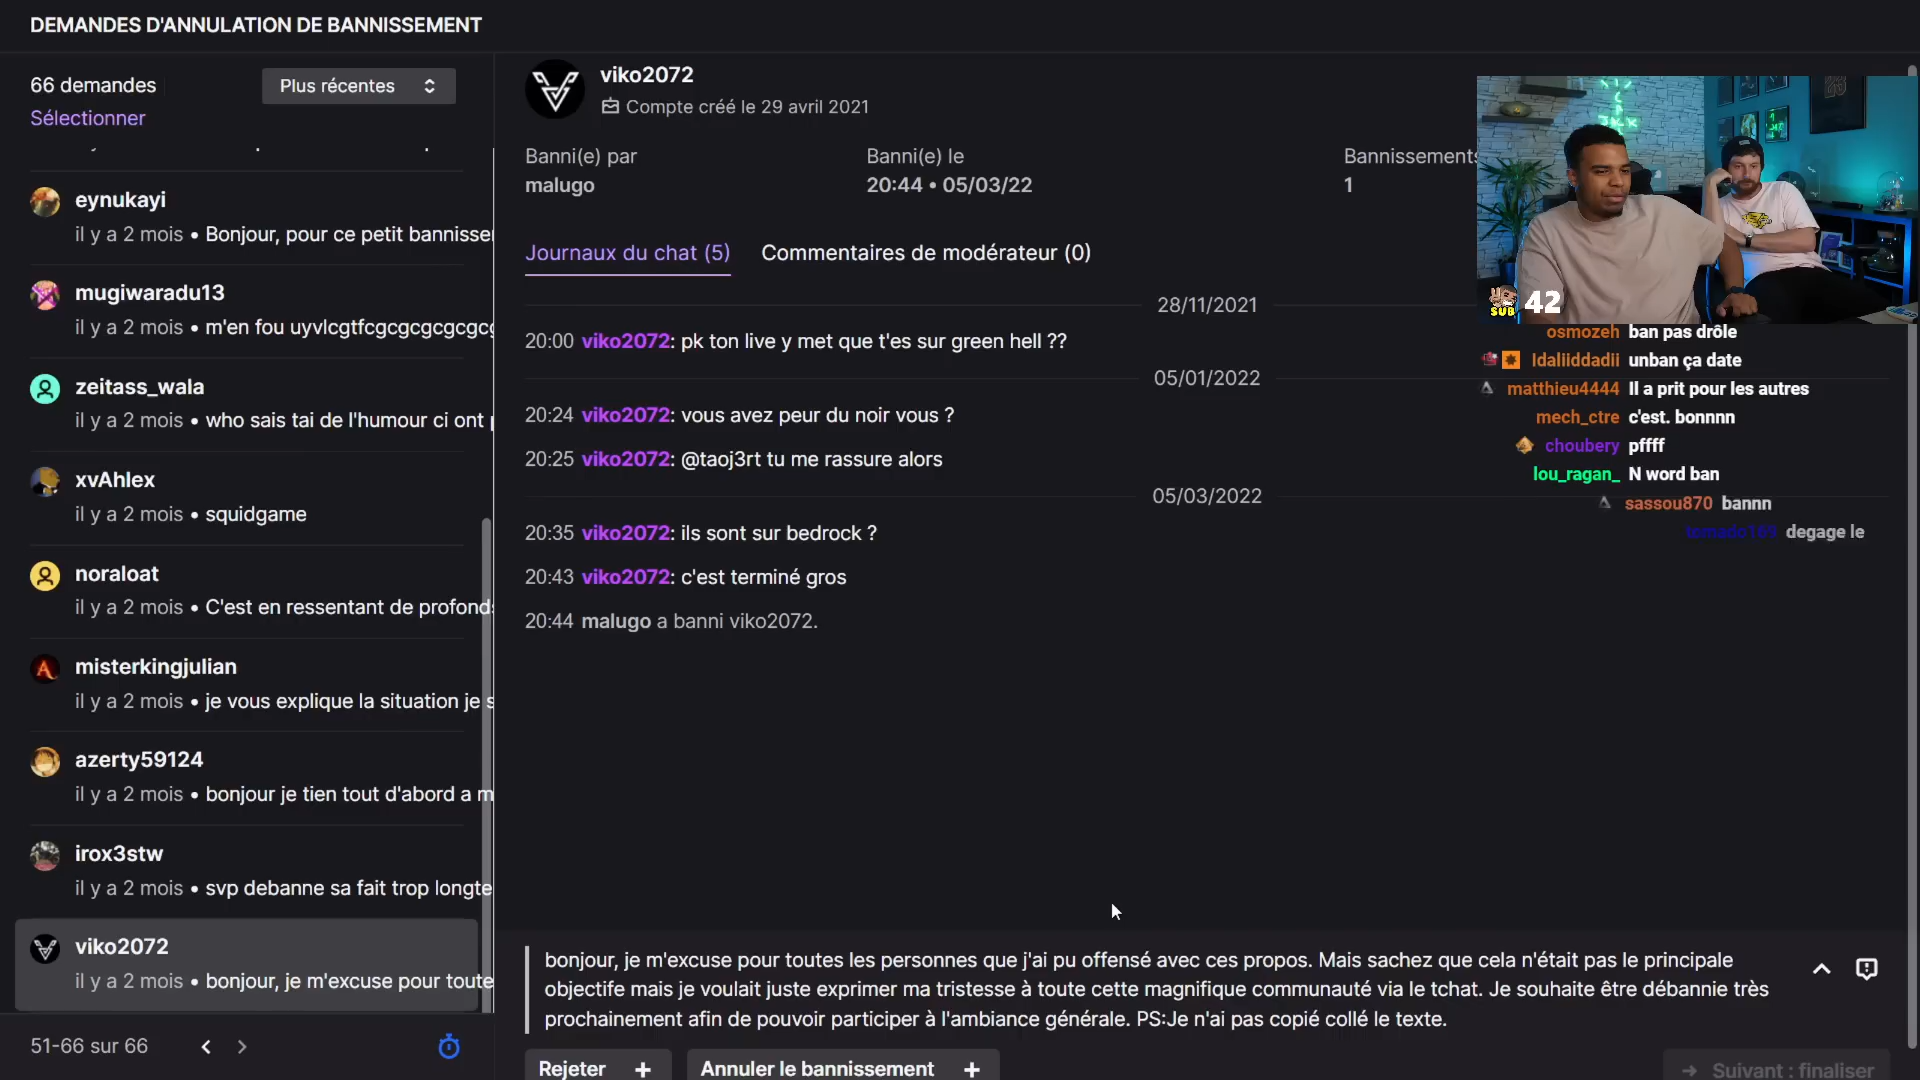 DEMANDES D'ANNULATION DE BANNISSEMENT
66 demandes
Plus récentes
Sélectionner
eynukayi
il y a 2 mois • Bonjour, pour ce petit bannisse
mugiwaradu13
il y a 2 mois • m'en fou uyvlcgtfcgcgcgcgcgc
zeitass_wala
il y a 2 mois • who sais tai de l'humour ci ont
xvAhlex
il y a 2 mois • squidgame
noraloat
il y a 2 mois • C'est en ressentant de profond
misterkingjulian
il y a 2 mois • je vous explique la situation je s
azerty59124
il y a 2 mois • bonjour je tien tout d'abord a m
irox3stw
il y a 2 mois • svp debanne sa fait trop longte
viko2072
il y a 2 mois • bonjour, je m'excuse pour toute
51-66 sur 66
viko2072
Compte créé le 29 avril 2021
Banni(e) par
malugo
Banni(e) le
20:44 • 05/03/22
Bannissements
1
Journaux du chat (5)
Commentaires de modérateur (0)
28/11/2021
20:00 viko2072: pk ton live y met que t'es sur green hell ??
05/01/2022
20:24 viko2072: vous avez peur du noir vous ?
20:25 viko2072: @taoj3rt tu me rassure alors
05/03/2022
20:35 viko2072: ils sont sur bedrock ?
20:43 viko2072: c'est terminé gros
20:44 malugo a banni viko2072.
bonjour, je m'excuse pour toutes les personnes que j'ai pu offensé avec ces propos. Mais sachez que cela n'était pas le principale
objectife mais je voulait juste exprimer ma tristesse à toute cette magnifique communauté via le tchat. Je souhaite être débannie très
prochainement afin de pouvoir participer à l'ambiance générale. PS:Je n'ai pas copié collé le texte.
Rejeter +
Annuler le bannissement +
Suivant : finaliser
SUB 42
osmozeh ban pas drôle
ldalilddadii unban ça date
matthieu4444 Il a prit pour les autres
mech_ctre c'est. bonnnn
choubery pffff
lou_ragan_ N word ban
sassou870 bannn
tomado169 degage le